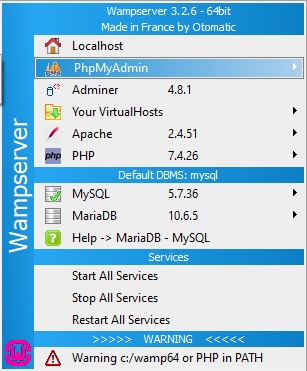 Wampserver 3.2.6 - 64bit
Made in France by Otomatic
Localhost
PhpMyAdmin
Adminer 4.8.1
Your VirtualHosts
Apache 2.4.51
php PHP 7.4.26
Default DBMS: mysql
MySQL 5.7.36
MariaDB 10.6.5
? Help -> MariaDB - MySQL
Services
Start All Services
Stop All Services
Restart All Services
>>>>> WARNING <<<<<
Warning c:/wamp64 or PHP in PATH
Wampserver